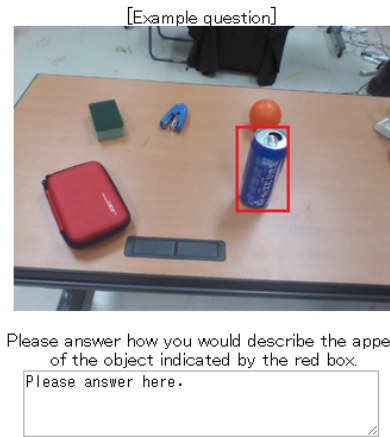 [Example question]
Please answer how you would describe the appe
of the object indicated by the red box.
Please answer here.